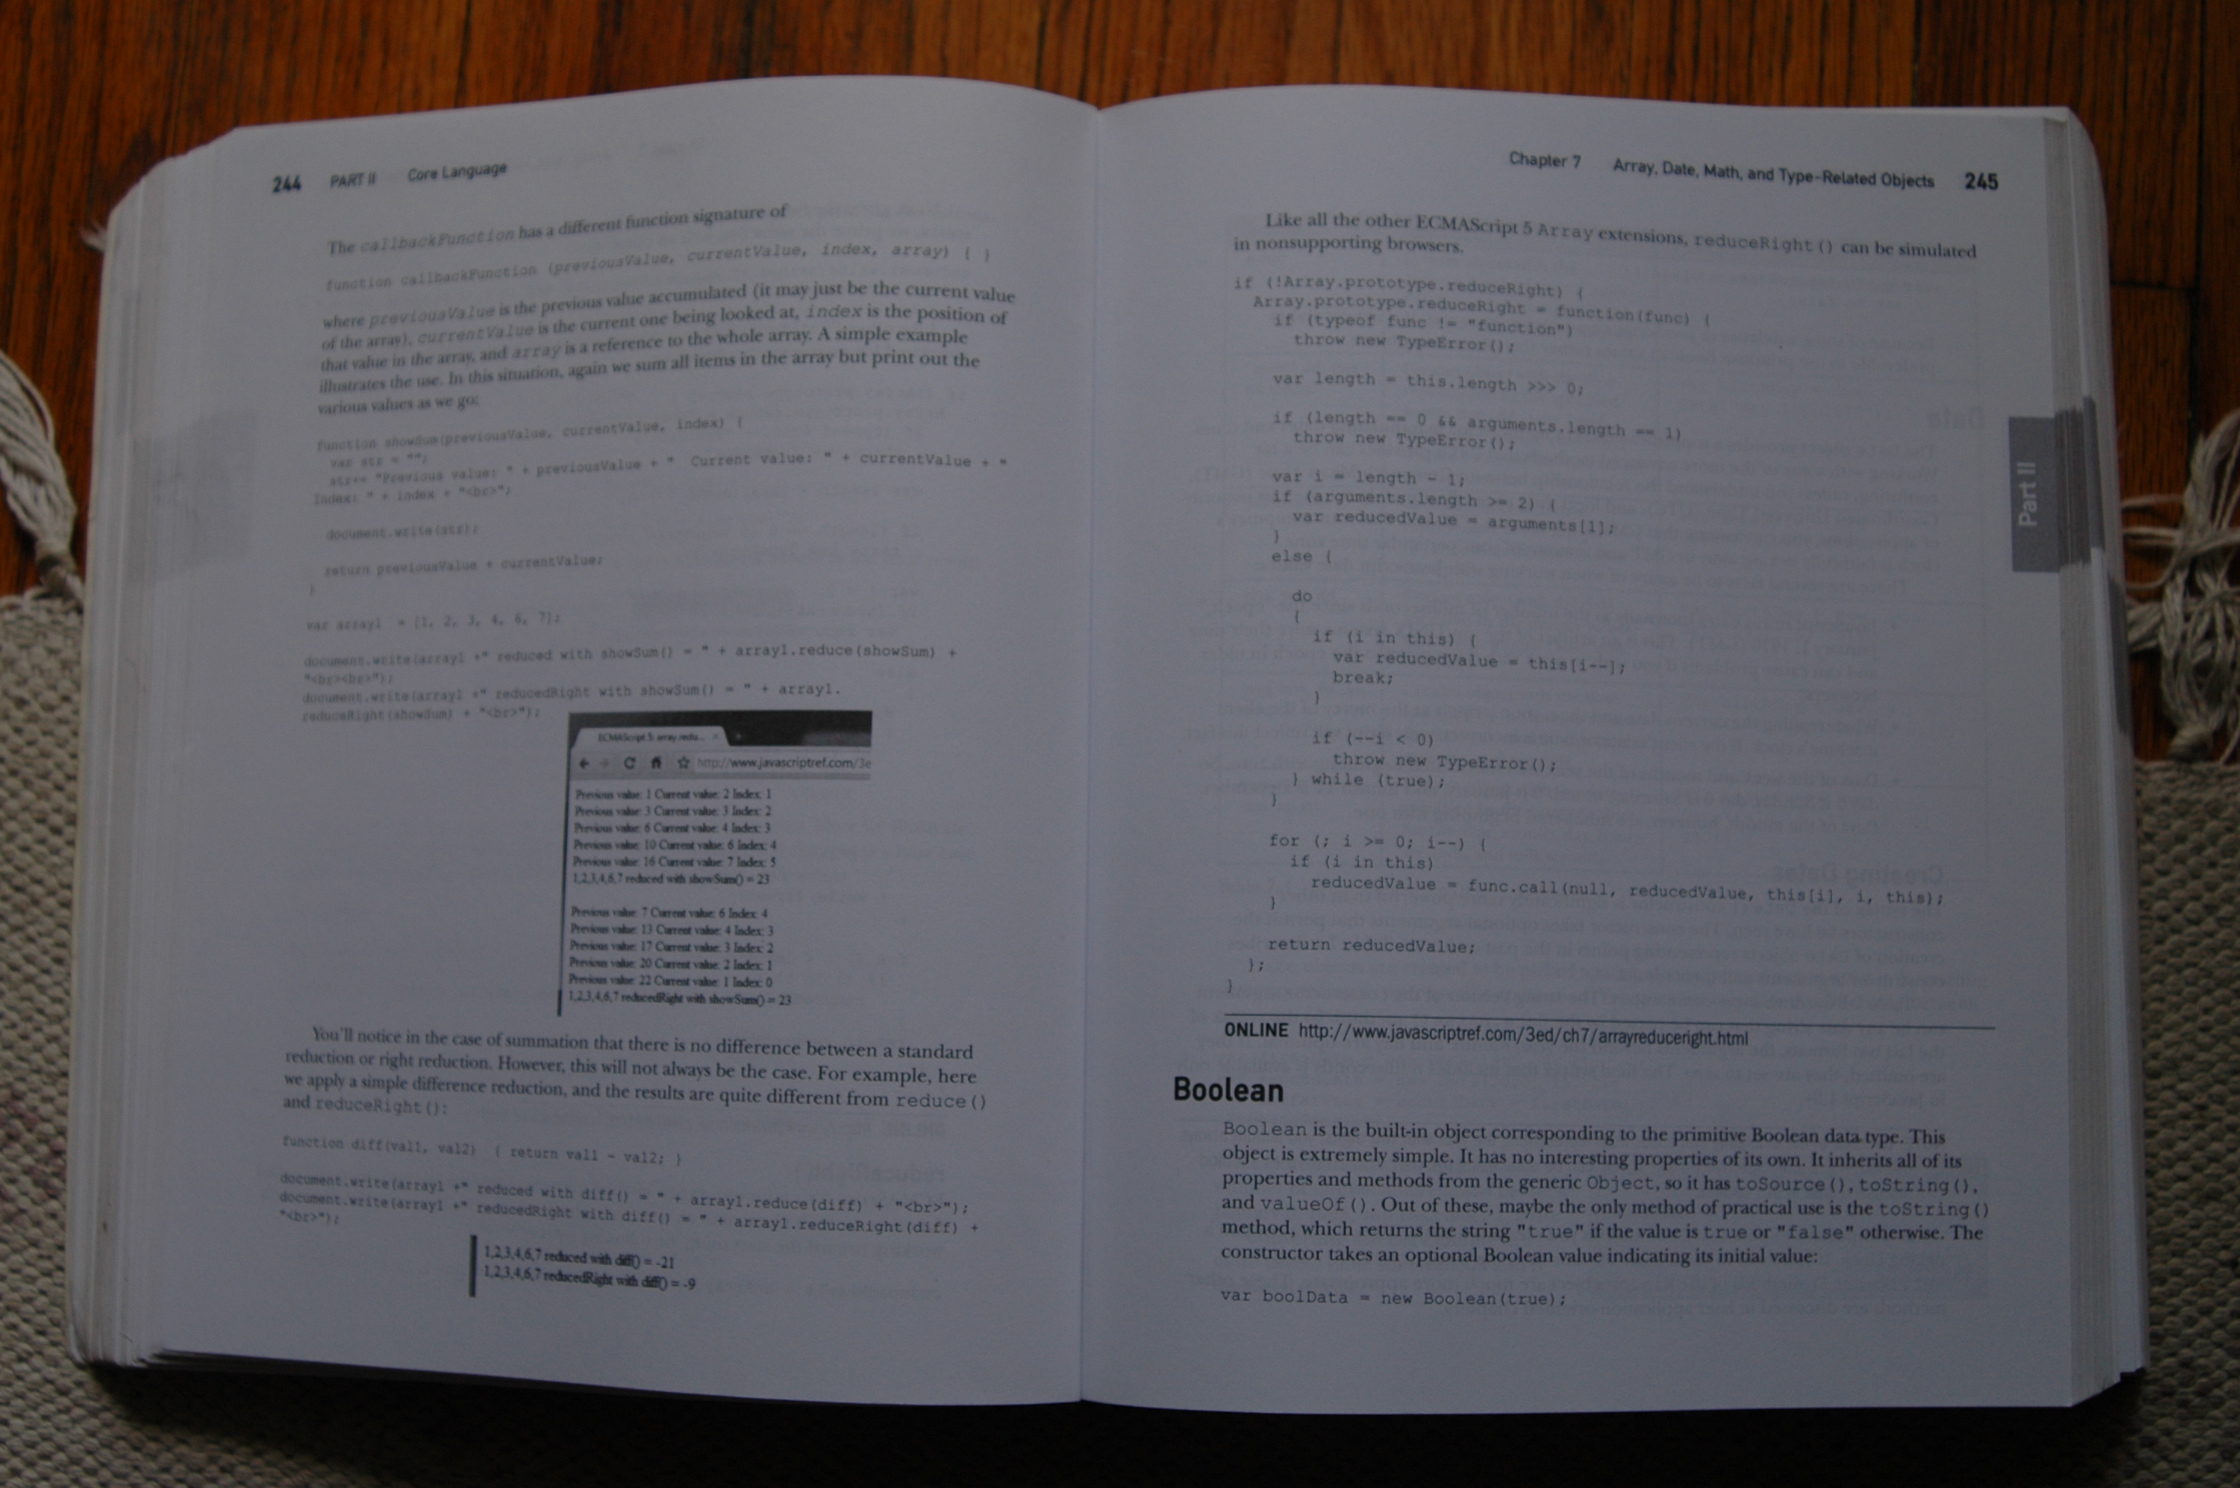 244 PART II Core Language
The callbackFunction has a different function signature of
function callbackFunction (previousValue, currentValue, index, array) { }
where previousValue is the previous value accumulated (it may just be the current value
of the array), currentValue is the current one being looked at, index is the position of
that value in the array, and array is a reference to the whole array. A simple example
illustrates the use. In this situation, again we sum all items in the array but print out the
various values as we go:
function showSum(previousValue, currentValue, index) {
var str = "";
str+= "Previous value: " + previousValue + " Current value: " + currentValue + "
Index: " + index + "<br>";
document.write(str);
return previousValue + currentValue;
}
var array1 = [1, 2, 3, 4, 6, 7];
document.write(array1 +" reduced with showSum() = " + array1.reduce(showSum) +
"<br><br>");
document.write(array1 +" reducedRight with showSum() = " + array1.
reduceRight(showSum) + "<br>");
ECMAScript 5: array.redu...
http://www.javascriptref.com/3e
Previous value: 1 Current value: 2 Index: 1
Previous value: 3 Current value: 3 Index: 2
Previous value: 6 Current value: 4 Index: 3
Previous value: 10 Current value: 6 Index: 4
Previous value: 16 Current value: 7 Index: 5
1,2,3,4,6,7 reduced with showSum() = 23
Previous value: 7 Current value: 6 Index: 4
Previous value: 13 Current value: 4 Index: 3
Previous value: 17 Current value: 3 Index: 2
Previous value: 20 Current value: 2 Index: 1
Previous value: 22 Current value: 1 Index: 0
1,2,3,4,6,7 reducedRight with showSum() = 23
You'll notice in the case of summation that there is no difference between a standard
reduction or right reduction. However, this will not always be the case. For example, here
we apply a simple difference reduction, and the results are quite different from reduce()
and reduceRight():
function diff(val1, val2) { return val1 - val2; }
document.write(array1 +" reduced with diff() = " + array1.reduce(diff) + "<br>");
document.write(array1 +" reducedRight with diff() = " + array1.reduceRight(diff) +
"<br>");
1,2,3,4,6,7 reduced with diff() = -21
1,2,3,4,6,7 reducedRight with diff() = -9
Chapter 7 Array, Date, Math, and Type-Related Objects 245
Like all the other ECMAScript 5 Array extensions, reduceRight() can be simulated
in nonsupporting browsers.
if (!Array.prototype.reduceRight) {
Array.prototype.reduceRight = function(func) {
if (typeof func != "function")
throw new TypeError();
var length = this.length >>> 0;
if (length == 0 && arguments.length == 1)
throw new TypeError();
var i = length - 1;
if (arguments.length >= 2) {
var reducedValue = arguments[1];
}
else {
do
{
if (i in this) {
var reducedValue = this[i--];
break;
}
if (--i < 0)
throw new TypeError();
} while (true);
}
for (; i >= 0; i--) {
if (i in this)
reducedValue = func.call(null, reducedValue, this[i], i, this);
}
return reducedValue;
};
}
Part II
ONLINE http://www.javascriptref.com/3ed/ch7/arrayreduceright.html
Boolean
Boolean is the built-in object corresponding to the primitive Boolean data type. This
object is extremely simple. It has no interesting properties of its own. It inherits all of its
properties and methods from the generic Object, so it has toSource(), toString(),
and valueOf(). Out of these, maybe the only method of practical use is the toString()
method, which returns the string "true" if the value is true or "false" otherwise. The
constructor takes an optional Boolean value indicating its initial value:
var boolData = new Boolean(true);